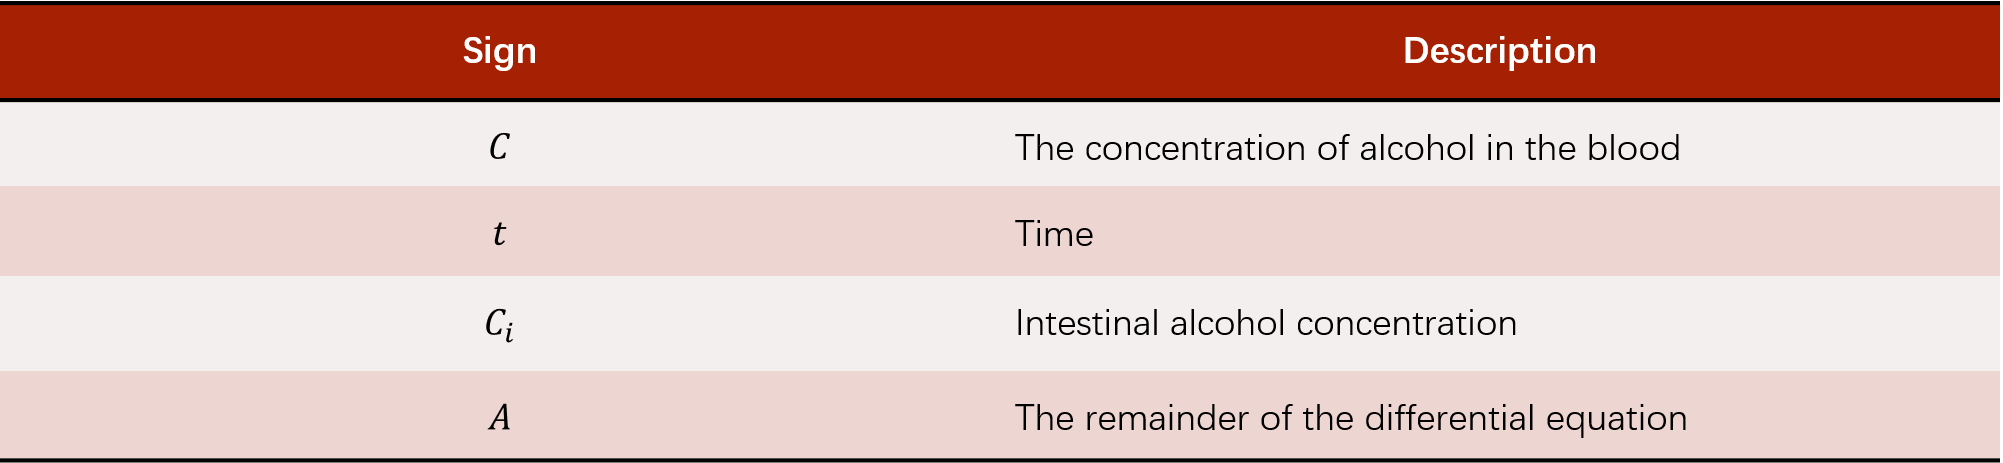 Sign Description
C The concentration of alcohol in the blood
t Time
Cᵢ Intestinal alcohol concentration
A The remainder of the differential equation